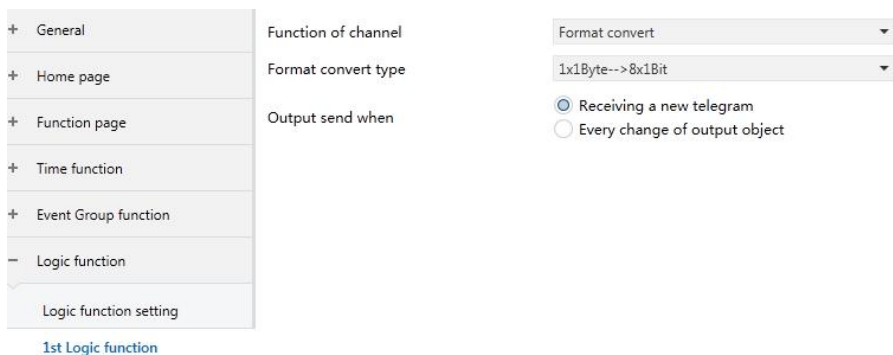 General
Home page
Function page
Time function
Event Group function
Logic function
Logic function setting
1st Logic function
Function of channel Format convert
Format convert type 1x1Byte-->8x1Bit
Output send when Receiving a new telegram
Every change of output object